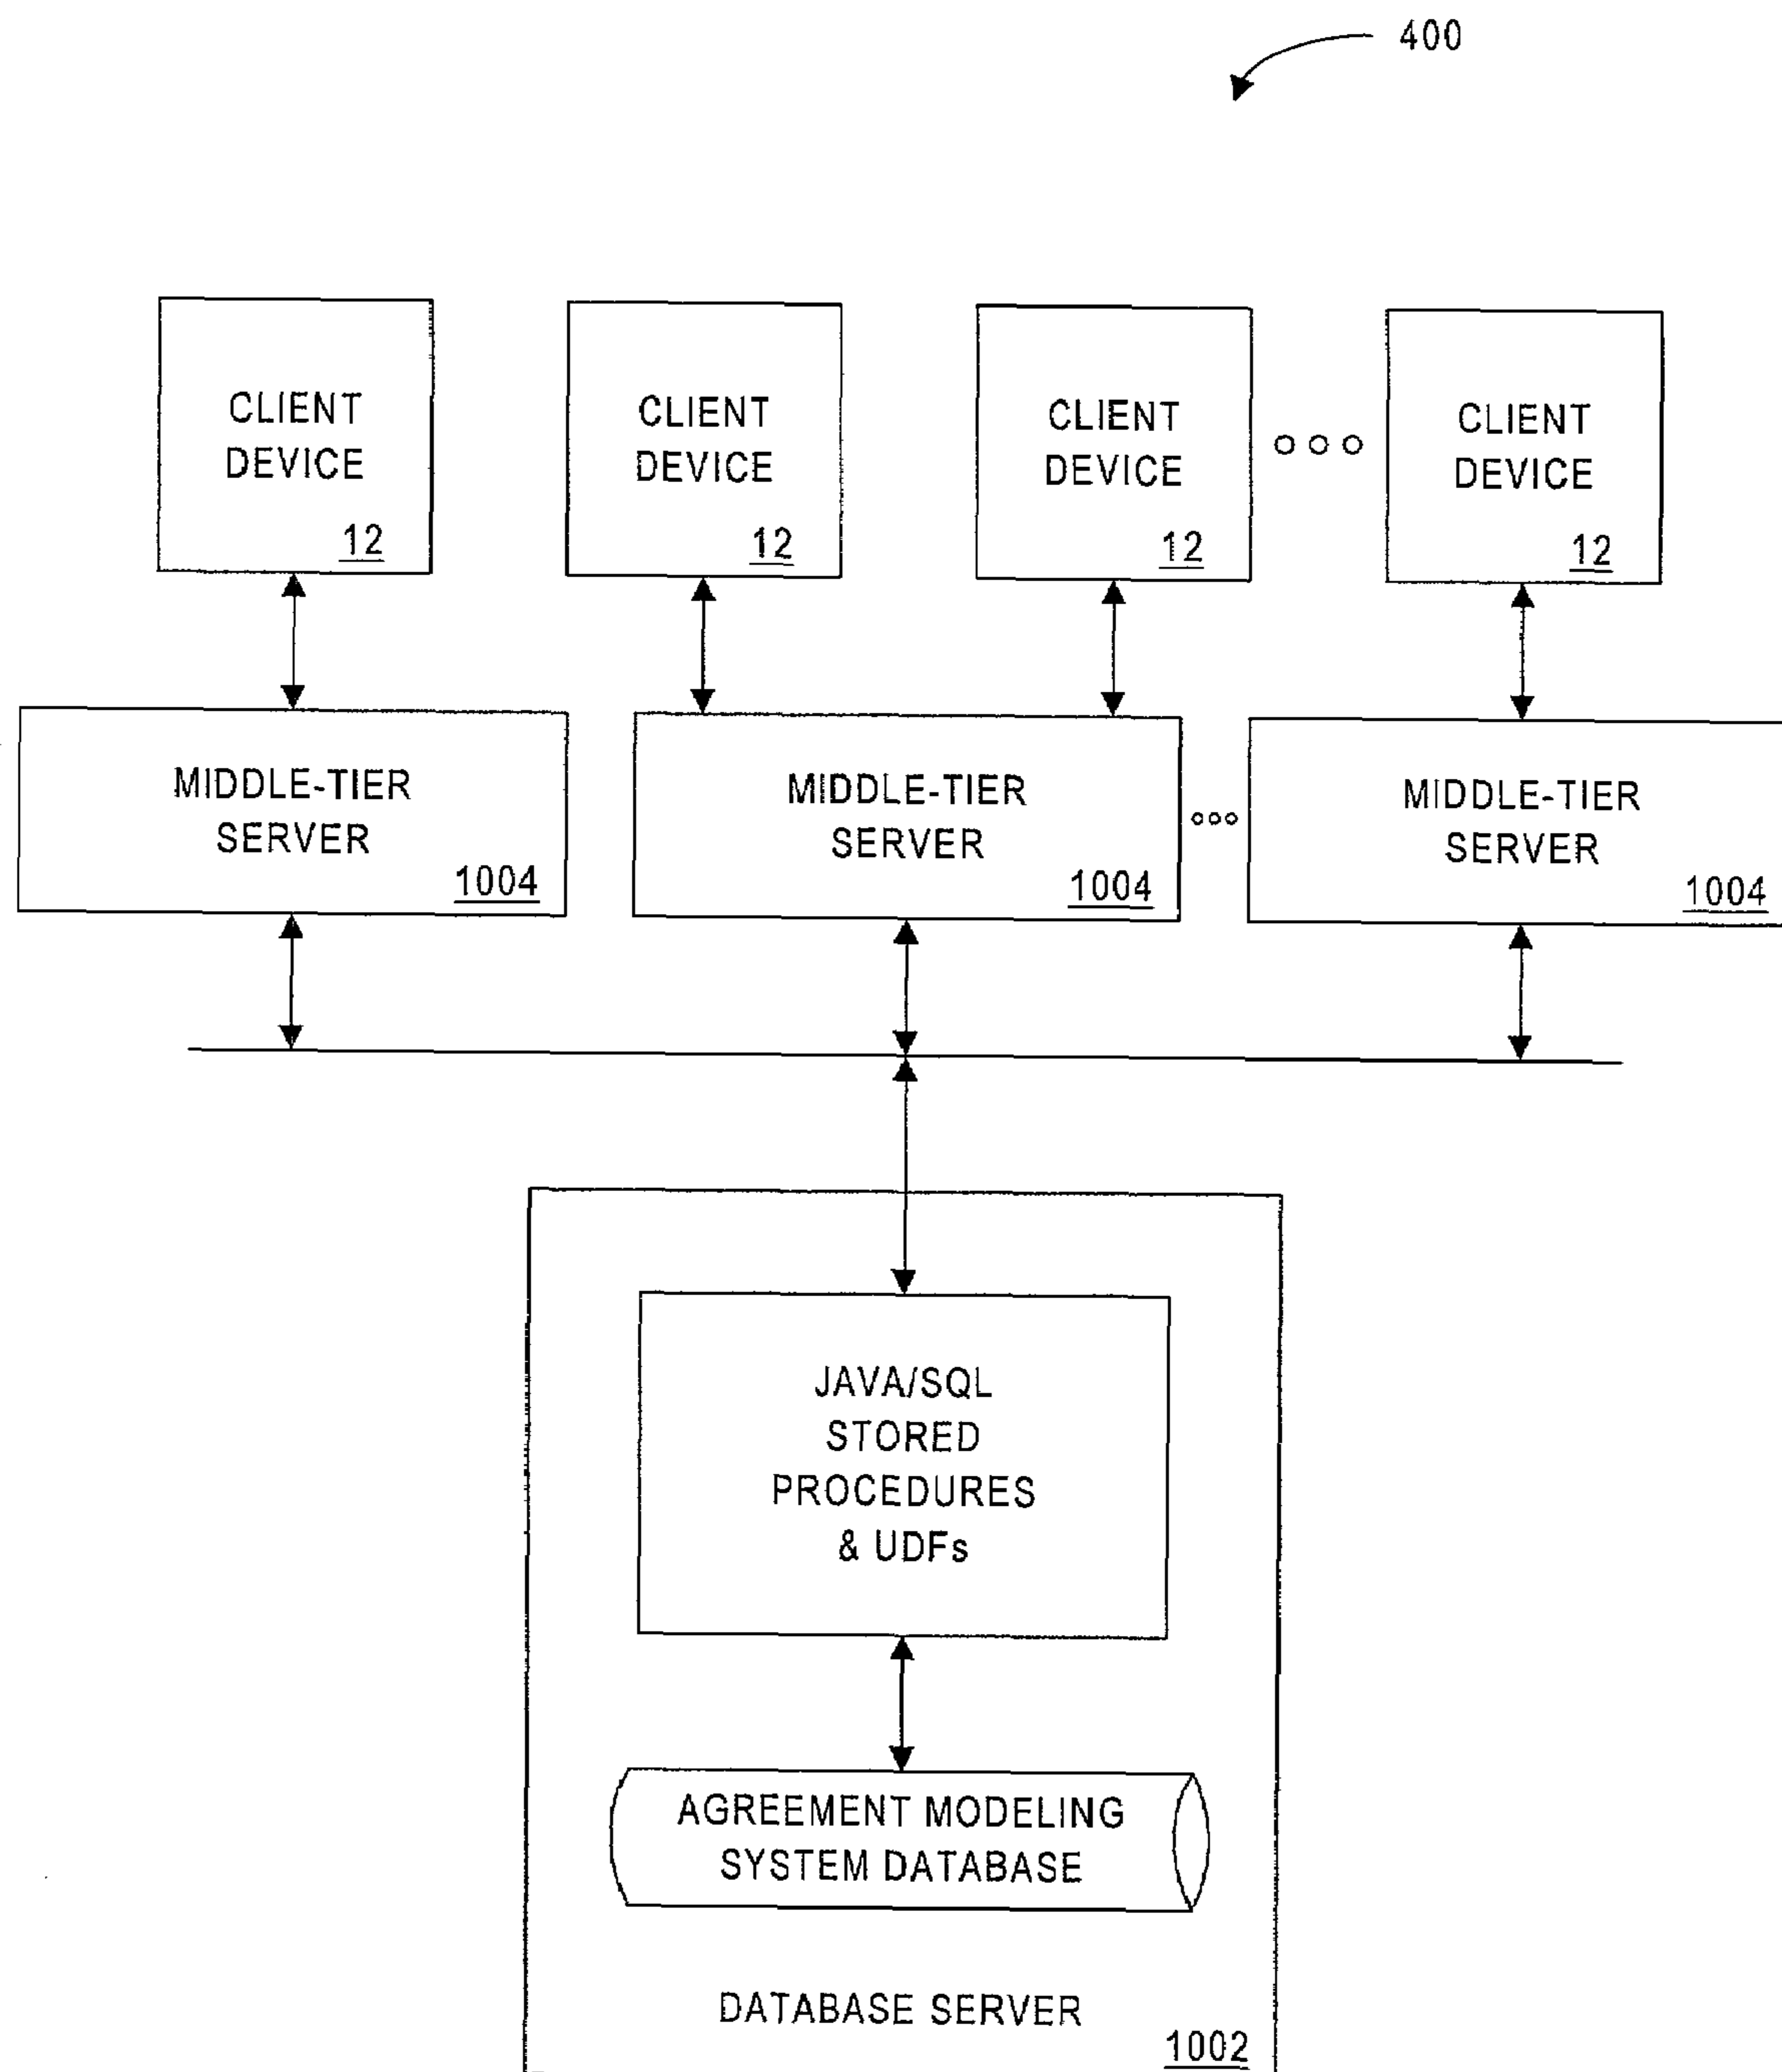 400
CLIENT
DEVICE
12
CLIENT
DEVICE
12
CLIENT
DEVICE
12
CLIENT
DEVICE
12
MIDDLE-TIER
SERVER
1004
MIDDLE-TIER
SERVER
1004
MIDDLE-TIER
SERVER
1004
JAVA/SQL
STORED
PROCEDURES
& UDFs
AGREEMENT MODELING
SYSTEM DATABASE
DATABASE SERVER
1002